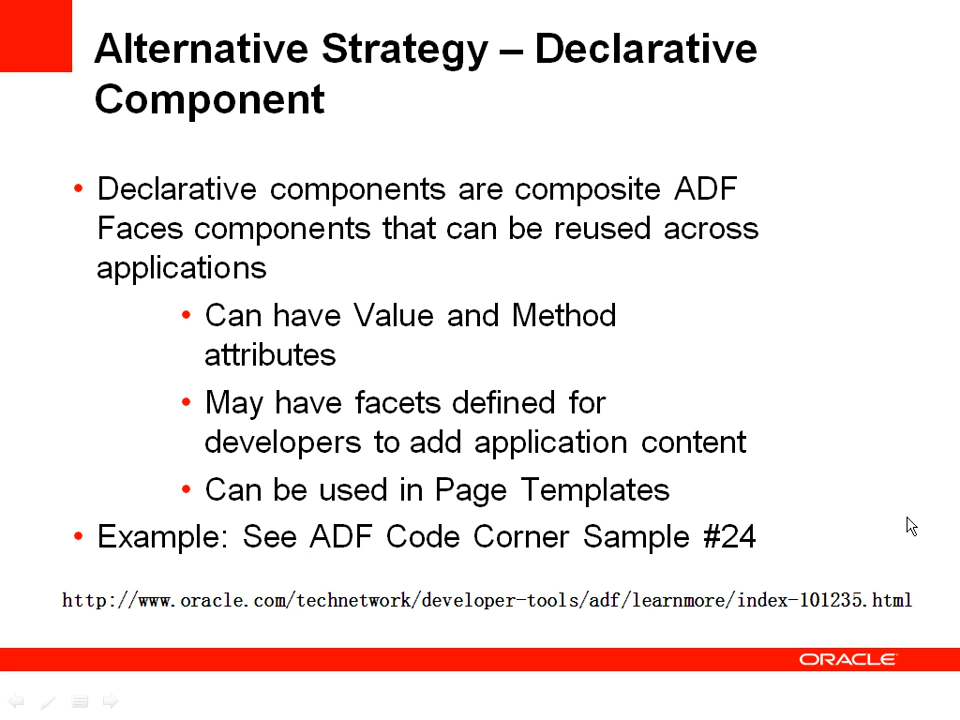 Alternative Strategy – Declarative
Component
• Declarative components are composite ADF
Faces components that can be reused across
applications
• Can have Value and Method
attributes
• May have facets defined for
developers to add application content
• Can be used in Page Templates
• Example: See ADF Code Corner Sample #24
http://www.oracle.com/technetwork/developer-tools/adf/learnmore/index-101235.html
ORACLE